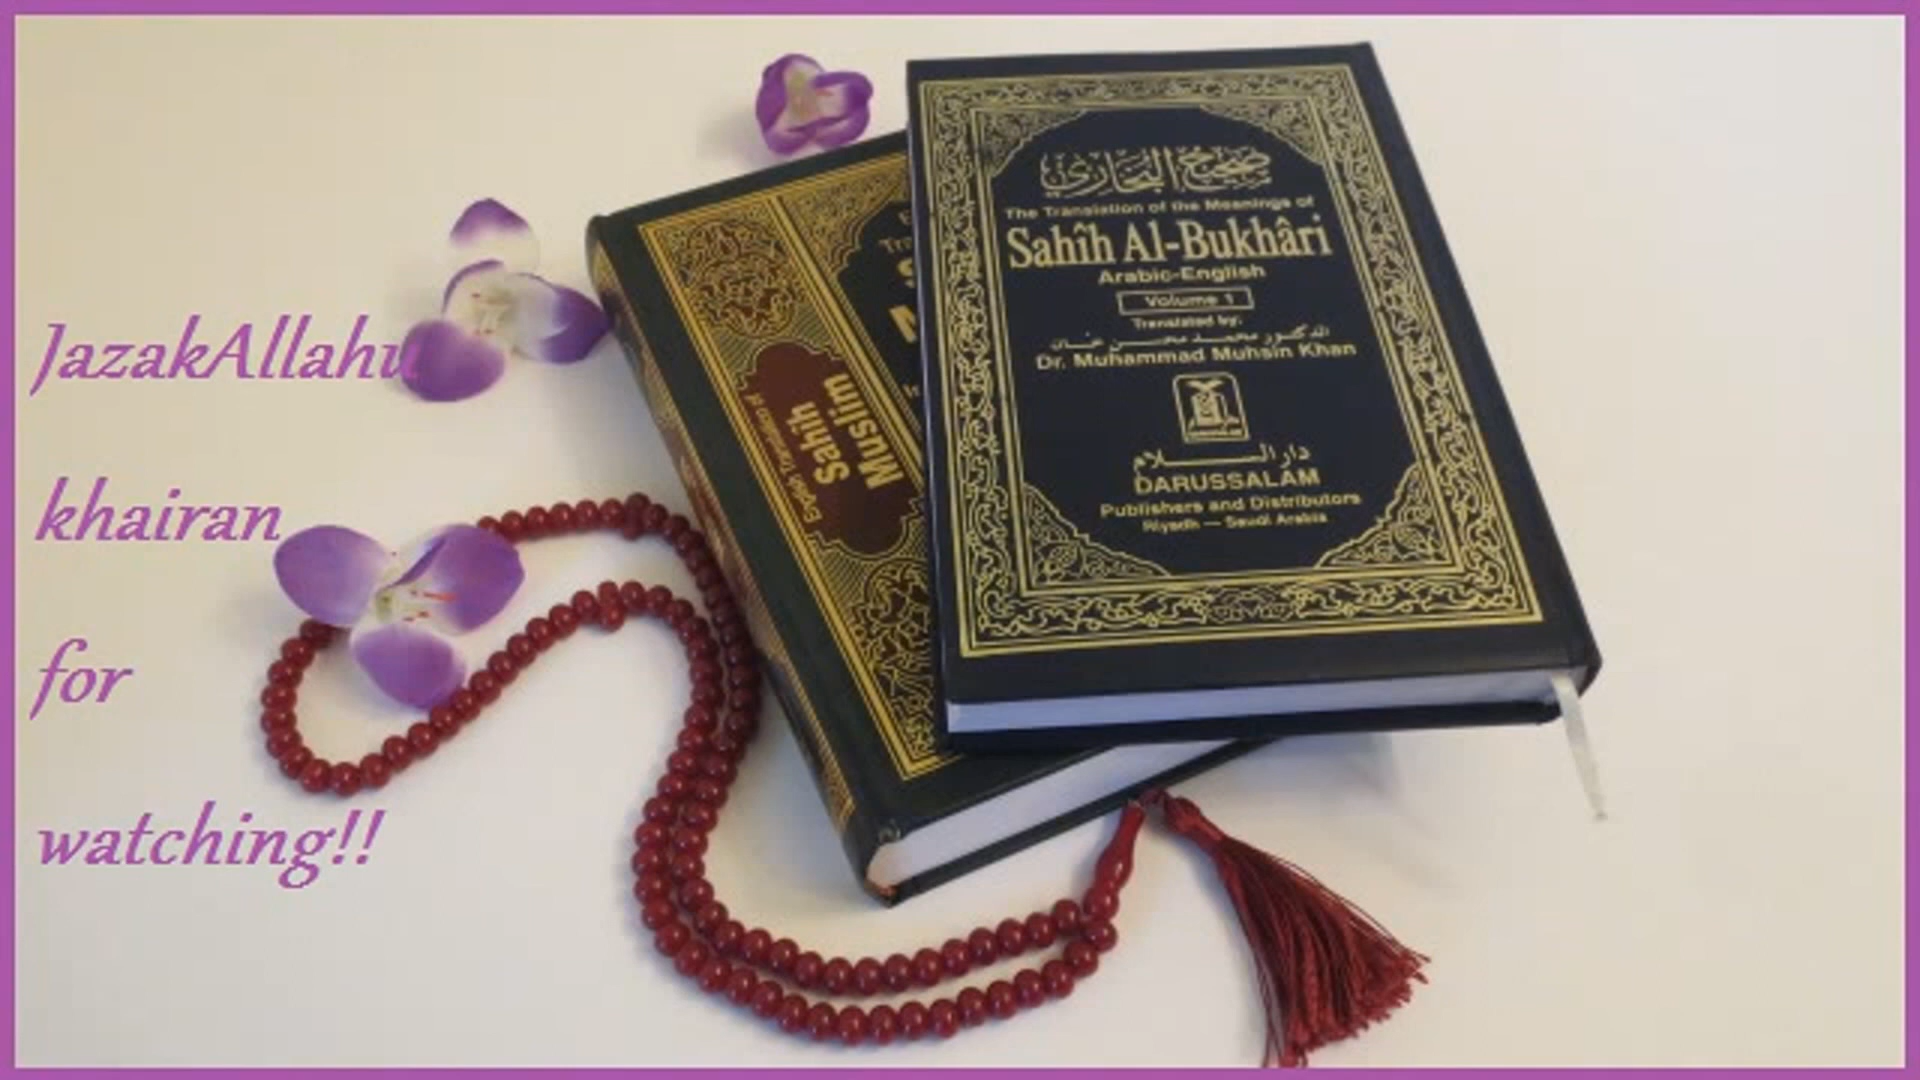 JazakAllahu
khairan
for
watching!!
صحيح البخاري
The Translation of the Meanings of
Sahîh Al-Bukhâri
Arabic-English
Volume 1
Translated by:
الدكتور محمد محسن خان
Dr. Muhammad Muhsin Khan
دار السلام
DARUSSALAM
Publishers and Distributors
Riyadh — Saudi Arabia
English Translation of
Sahih
Muslim